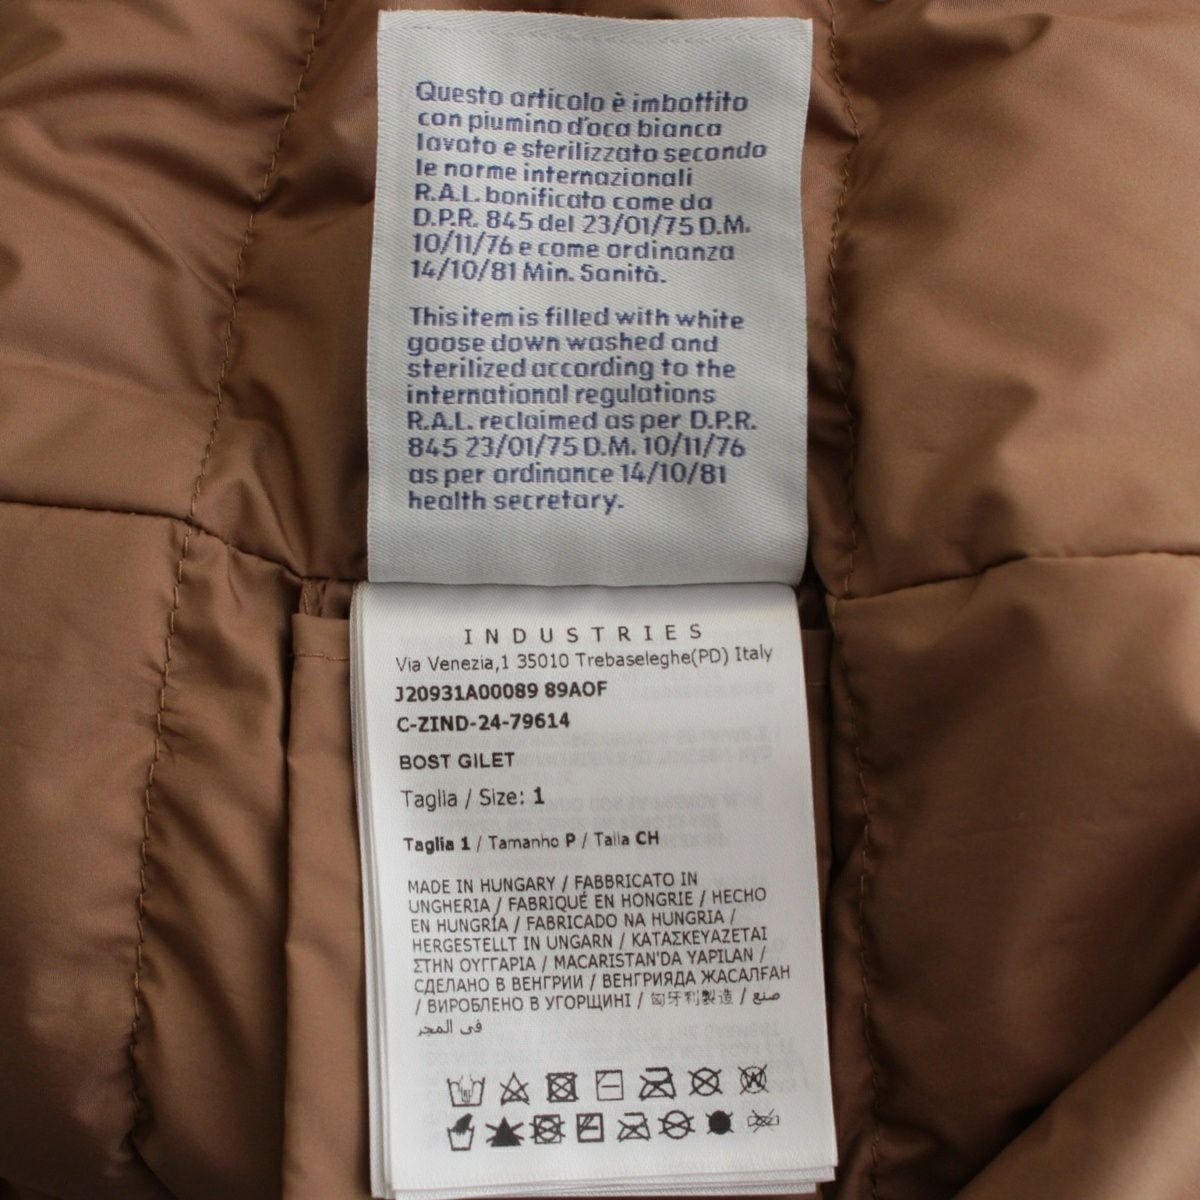 Questo articolo è imbottito
con piumino d'oca bianca
lavato e sterilizzato secondo
le norme internazionali
R.A.L. bonificato come da
D.P.R. 845 del 23/01/75 D.M.
10/11/76 e come ordinanza
14/10/81 Min. Sanità.
This item is filled with white
goose down washed and
sterilized according to the
international regulations
R.A.L. reclaimed as per D.P.R.
845 23/01/75 D.M. 10/11/76
as per ordinance 14/10/81
health secretary.
INDUSTRIES
Via Venezia,1 35010 Trebaseleghe(PD) Italy
J20931A00089 89AOF
C-ZIND-24-79614
BOST GILET
Taglia / Size: 1
Taglia 1 / Tamanho P / Talla CH
MADE IN HUNGARY / FABBRICATO IN
UNGHERIA / FABRIQUÉ EN HONGRIE / HECHO
EN HUNGRÍA / FABRICADO NA HUNGRIA /
HERGESTELLT IN UNGARN / ΚΑΤΑΣΚΕΥΑΖΕΤΑΙ
ΣΤΗΝ ΟΥΓΓΑΡΙΑ / MACARISTAN'DA YAPILAN /
СДЕЛАНО В ВЕНГРИИ / ВЕНГРИЯДА ЖАСАЛҒАН
/ ВИРОБЛЕНО В УГОРЩИНІ / 匈牙利製造 / صنع
في المجر